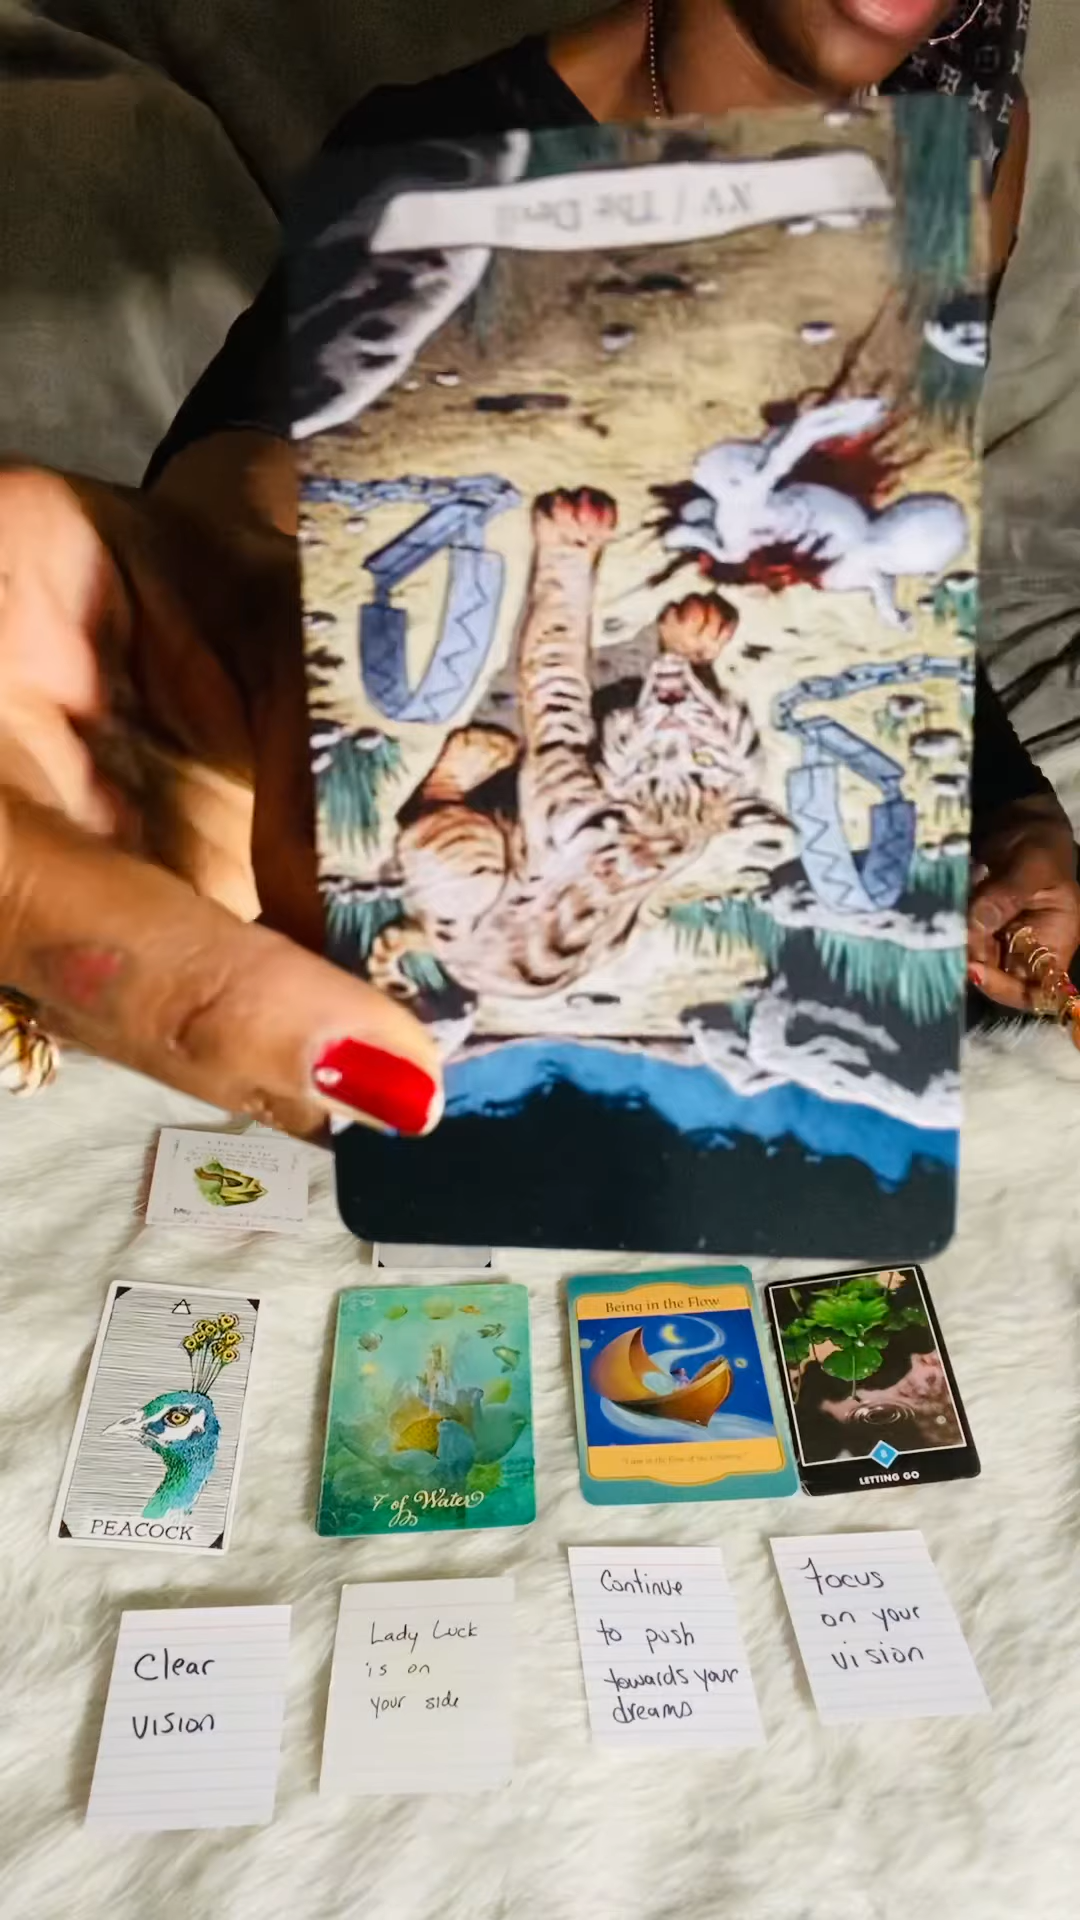 XV / The Devil
A
PEACOCK
7 of Water
Being in the Flow
8
LETTING GO
Clear
vision
Lady Luck
is on
your side
Continue
to push
towards your
dreams
Focus
on your
vision